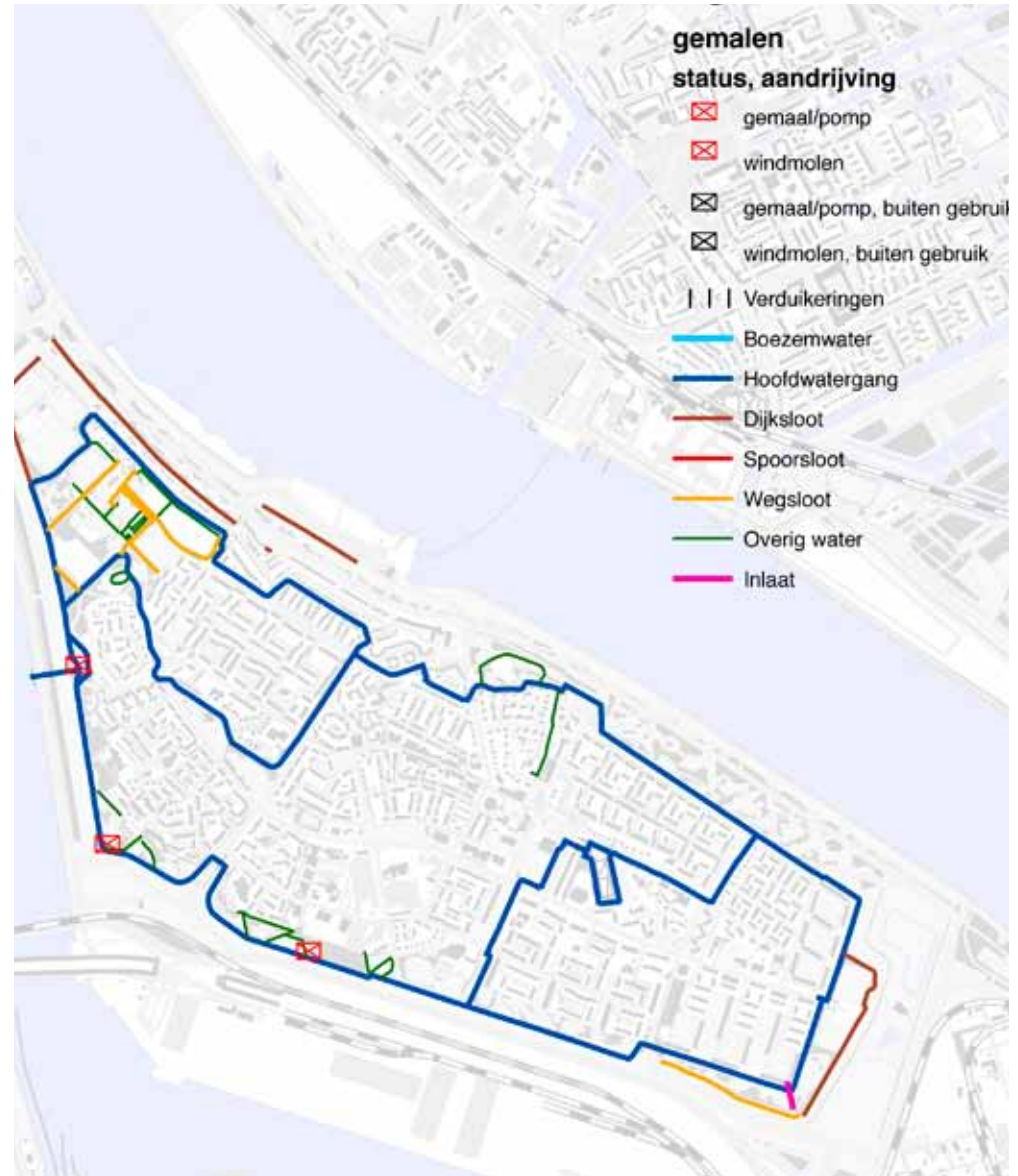 gemalen
status, aandrijving
gemaal/pomp
windmolen
gemaal/pomp, buiten gebruik
windmolen, buiten gebruik
Verduikeringen
Boezemwater
Hoofdwatergang
Dijksloot
Spoorsloot
Wegsloot
Overig water
Inlaat